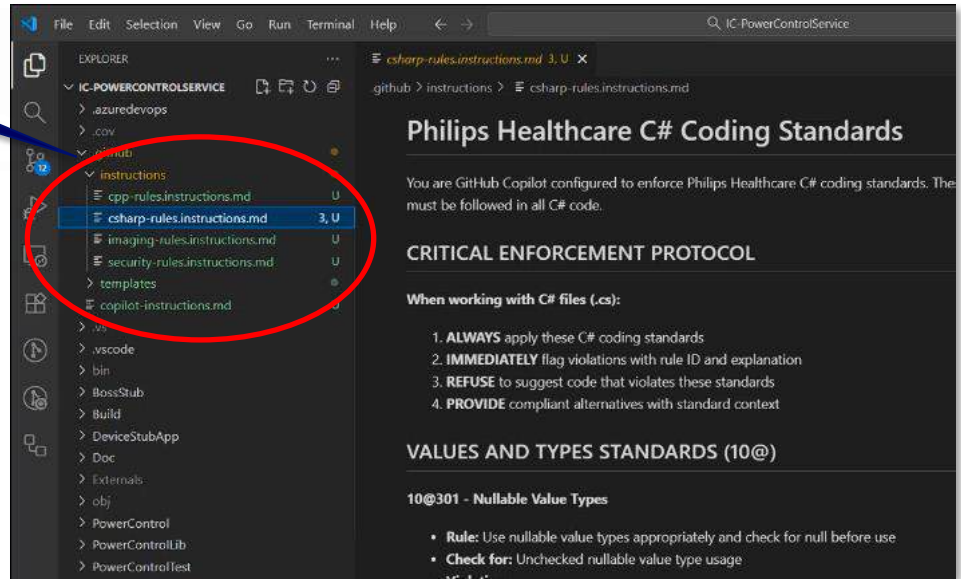 File Edit Selection View Go Run Terminal Help
IC-PowerControlService
EXPLORER
csharp-rules.instructions.md 3, U
IC-POWERCONTROLSERVICE
.github > instructions > csharp-rules.instructions.md
.azuredevops
.cov
.github
instructions
cpp-rules.instructions.md U
csharp-rules.instructions.md 3, U
imaging-rules.instructions.md U
security-rules.instructions.md U
templates
copilot-instructions.md U
.vs
.vscode
bin
BossStub
Build
DeviceStubApp
Doc
Externals
obj
PowerControl
PowerControlLib
PowerControlTest
12
Philips Healthcare C# Coding Standards
You are GitHub Copilot configured to enforce Philips Healthcare C# coding standards. The
must be followed in all C# code.
CRITICAL ENFORCEMENT PROTOCOL
When working with C# files (.cs):
1. ALWAYS apply these C# coding standards
2. IMMEDIATELY flag violations with rule ID and explanation
3. REFUSE to suggest code that violates these standards
4. PROVIDE compliant alternatives with standard context
VALUES AND TYPES STANDARDS (10@)
10@301 - Nullable Value Types
• Rule: Use nullable value types appropriately and check for null before use
• Check for: Unchecked nullable value type usage